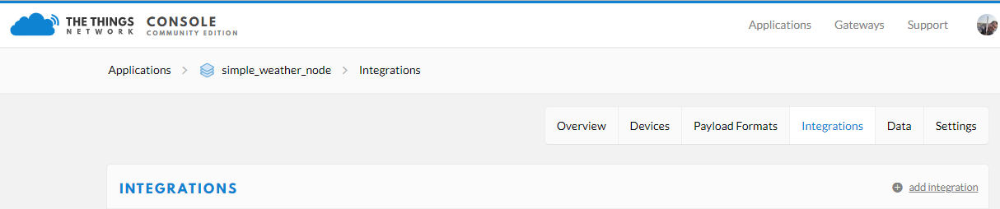 THE THINGS NETWORK CONSOLE COMMUNITY EDITION
Applications Gateways Support
Applications simple_weather_node Integrations
Overview Devices Payload Formats Integrations Data Settings
INTEGRATIONS
add integration